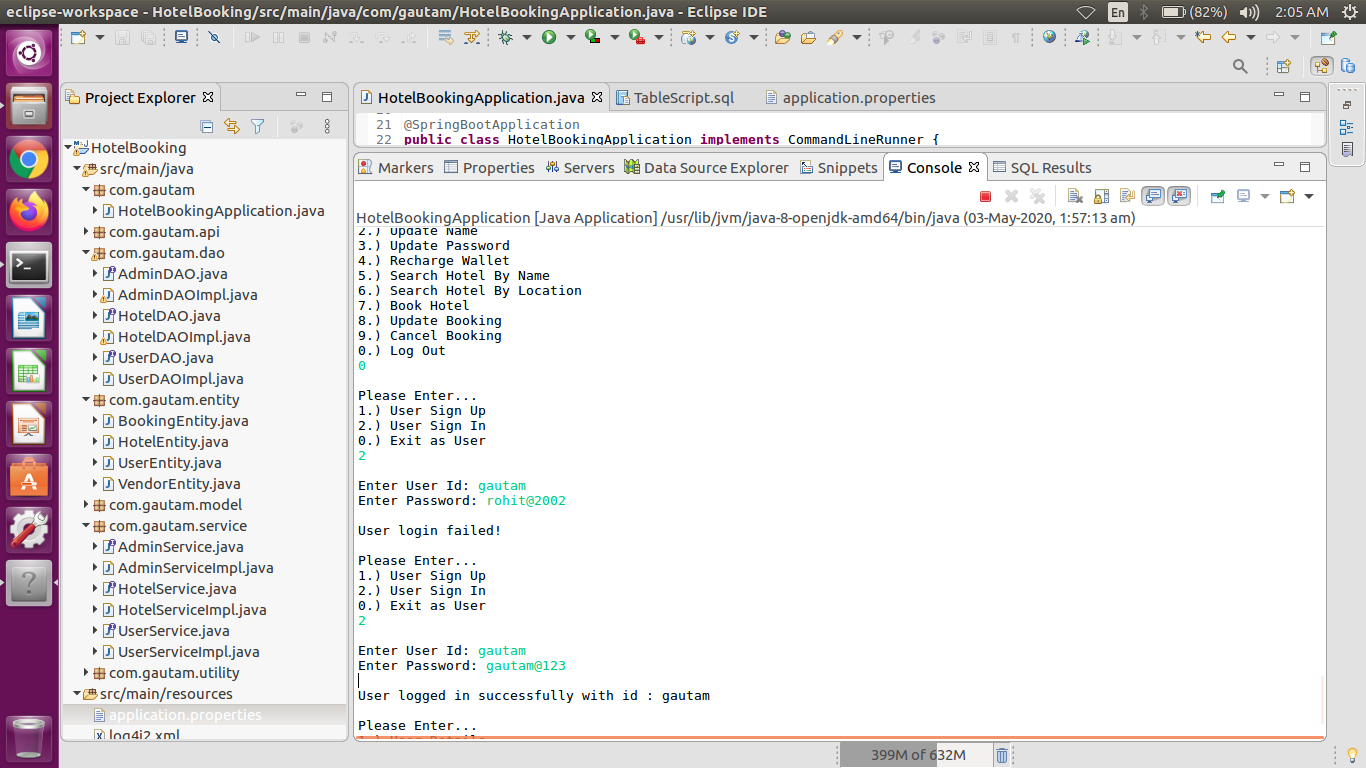 eclipse-workspace - HotelBooking/src/main/java/com/gautam/HotelBookingApplication.java - Eclipse IDE
En
(82%)
2:05 AM
Project Explorer
HotelBooking
src/main/java
com.gautam
HotelBookingApplication.java
com.gautam.api
com.gautam.dao
AdminDAO.java
AdminDAOImpl.java
HotelDAO.java
HotelDAOImpl.java
UserDAO.java
UserDAOImpl.java
com.gautam.entity
BookingEntity.java
HotelEntity.java
UserEntity.java
VendorEntity.java
com.gautam.model
com.gautam.service
AdminService.java
AdminServiceImpl.java
HotelService.java
HotelServiceImpl.java
UserService.java
UserServiceImpl.java
com.gautam.utility
src/main/resources
application.properties
log4j2.xml
HotelBookingApplication.java
TableScript.sql
application.properties
21 @SpringBootApplication
22 public class HotelBookingApplication implements CommandLineRunner {
Markers
Properties
Servers
Data Source Explorer
Snippets
Console
SQL Results
HotelBookingApplication [Java Application] /usr/lib/jvm/java-8-openjdk-amd64/bin/java (03-May-2020, 1:57:13 am)
2.) Update Name
3.) Update Password
4.) Recharge Wallet
5.) Search Hotel By Name
6.) Search Hotel By Location
7.) Book Hotel
8.) Update Booking
9.) Cancel Booking
0.) Log Out
0
Please Enter...
1.) User Sign Up
2.) User Sign In
0.) Exit as User
2
Enter User Id: gautam
Enter Password: rohit@2002
User login failed!
Please Enter...
1.) User Sign Up
2.) User Sign In
0.) Exit as User
2
Enter User Id: gautam
Enter Password: gautam@123
User logged in successfully with id : gautam
Please Enter...
399M of 632M